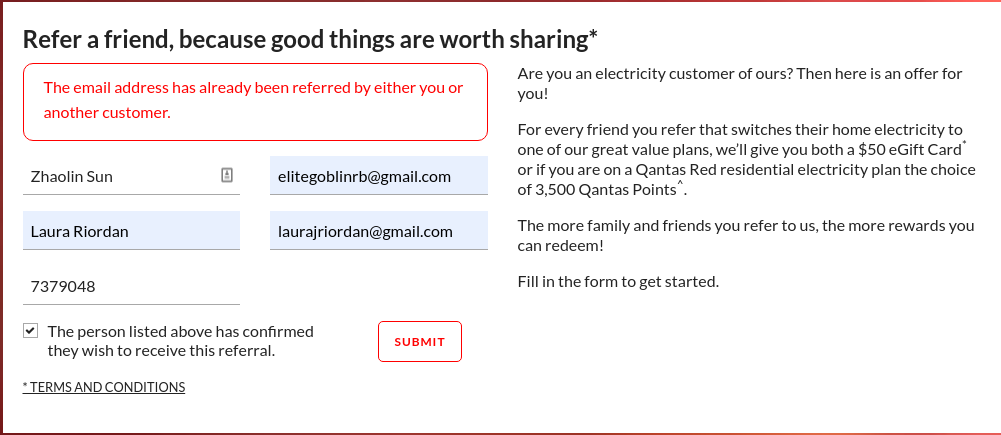 Refer a friend, because good things are worth sharing*
The email address has already been referred by either you or
another customer.
Zhaolin Sun
elitegoblinrb@gmail.com
Laura Riordan
laurajriordan@gmail.com
7379048
The person listed above has confirmed
they wish to receive this referral.
SUBMIT
* TERMS AND CONDITIONS
Are you an electricity customer of ours? Then here is an offer for
you!
For every friend you refer that switches their home electricity to
one of our great value plans, we’ll give you both a $50 eGift Card*
or if you are on a Qantas Red residential electricity plan the choice
of 3,500 Qantas Points^.
The more family and friends you refer to us, the more rewards you
can redeem!
Fill in the form to get started.